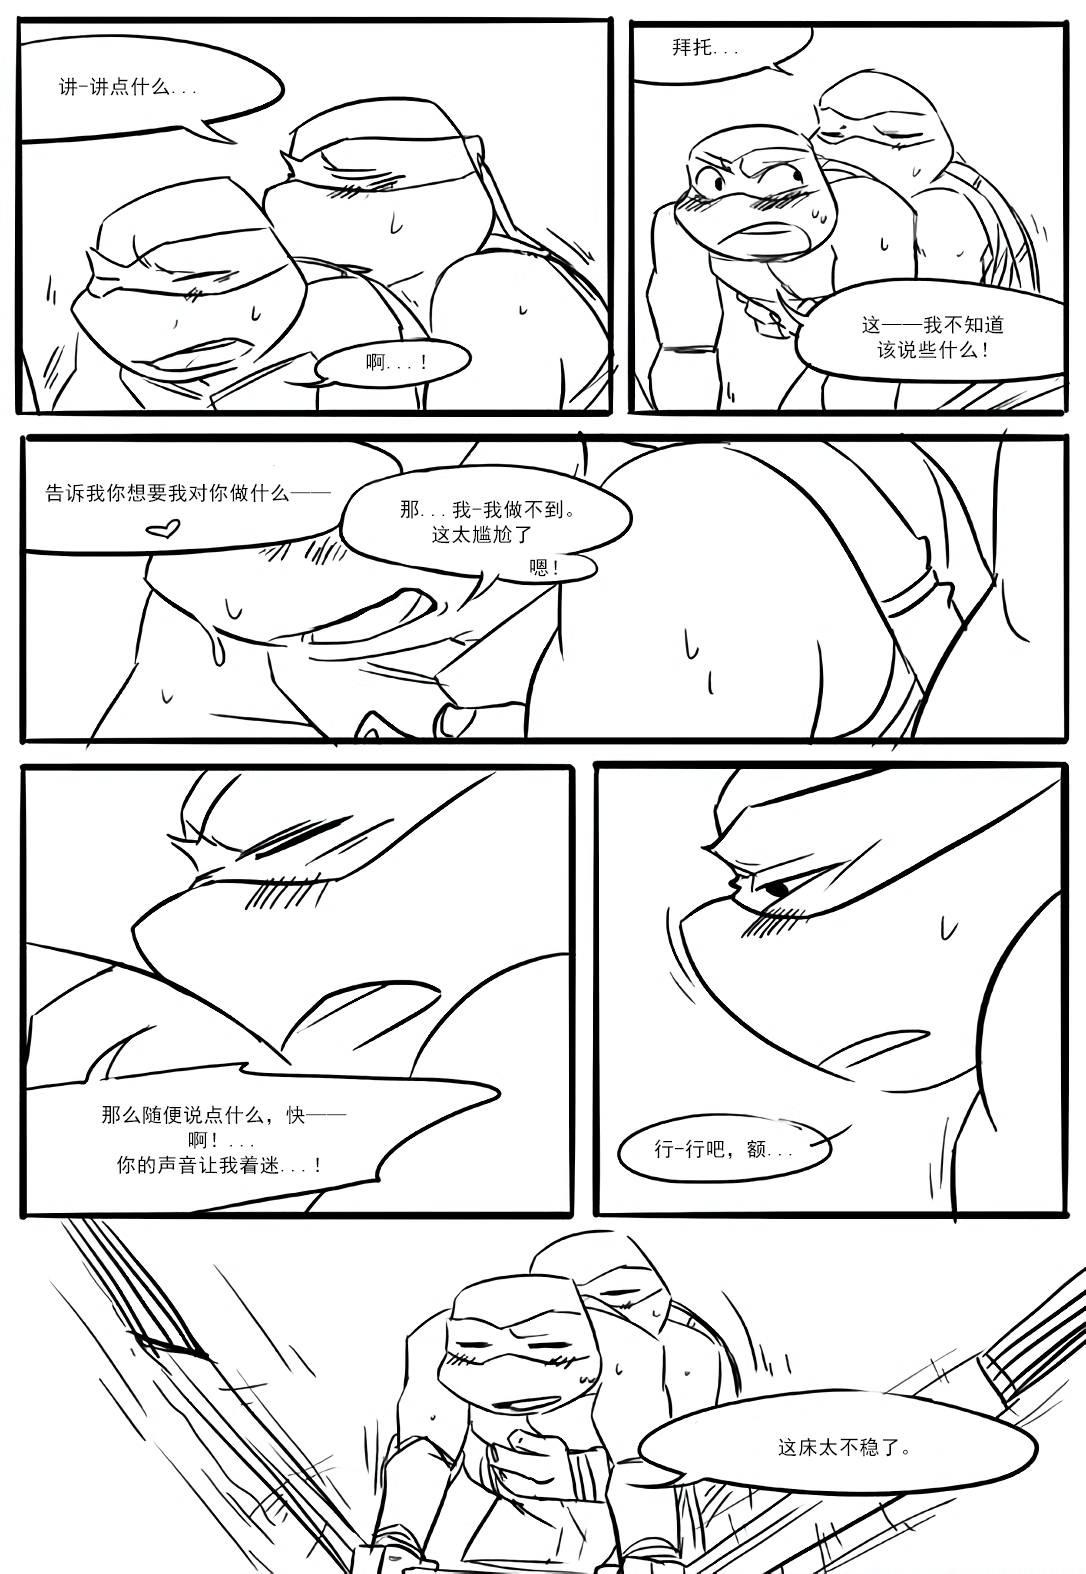 讲-讲点什么...
啊...！
拜托...
这——我不知道
该说些什么！
告诉我你想要我对你做什么——
那...我-我做不到。
这太尴尬了
嗯！
那么随便说点什么，快——
啊！...
你的声音让我着迷...！
行-行吧，额...
这床太不稳了。